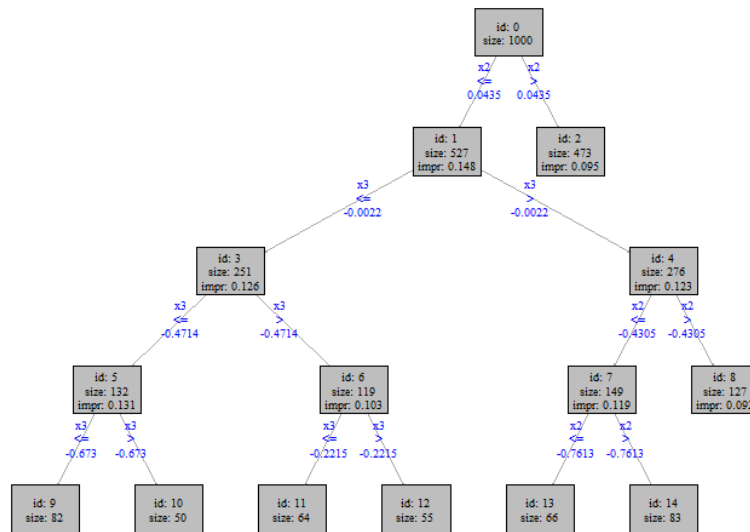 id: 0
size: 1000
x2 x2
<= >
0.0435 0.0435
id: 1
size: 527
impr: 0.148
id: 2
size: 473
impr: 0.095
x3 x3
<= >
-0.0022 -0.0022
id: 3
size: 251
impr: 0.126
id: 4
size: 276
impr: 0.123
x3 x3
<= >
-0.4714 -0.4714
x2 x2
<= >
-0.4305 -0.4305
id: 5
size: 132
impr: 0.131
id: 6
size: 119
impr: 0.103
id: 7
size: 149
impr: 0.119
id: 8
size: 127
impr: 0.092
x3 x3
<= >
-0.673 -0.673
x3 x3
<= >
-0.2215 -0.2215
x2 x2
<= >
-0.7613 -0.7613
id: 9
size: 82
id: 10
size: 50
id: 11
size: 64
id: 12
size: 55
id: 13
size: 66
id: 14
size: 83